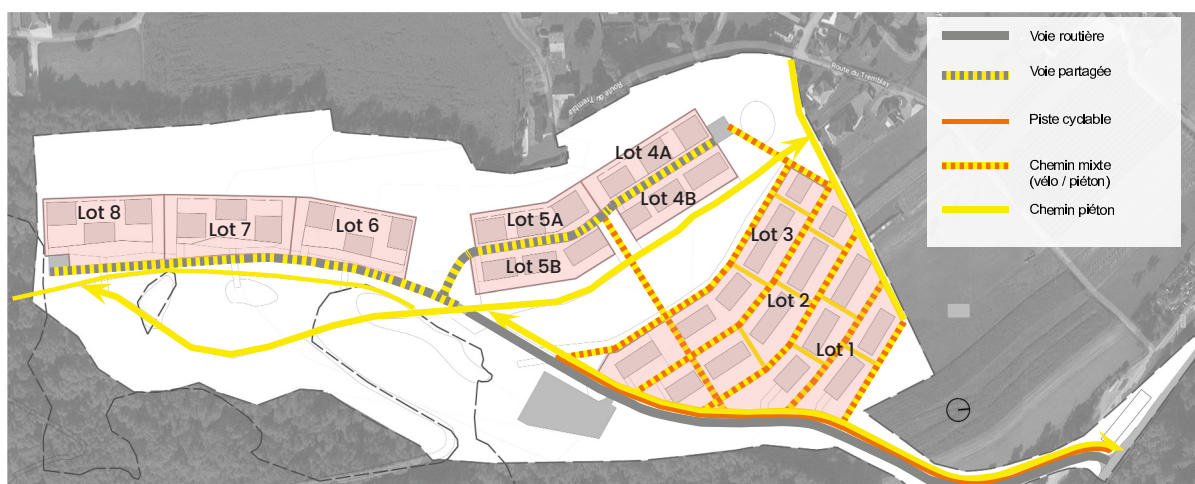 Voie routière
Voie partagée
Piste cyclable
Chemin mixte
(vélo / piéton)
Chemin piéton
Route du Tremblay
Route du Trembla
Lot 4A
Lot 4B
Lot 5A
Lot 5B
Lot 8
Lot 7
Lot 6
Lot 3
Lot 2
Lot 1